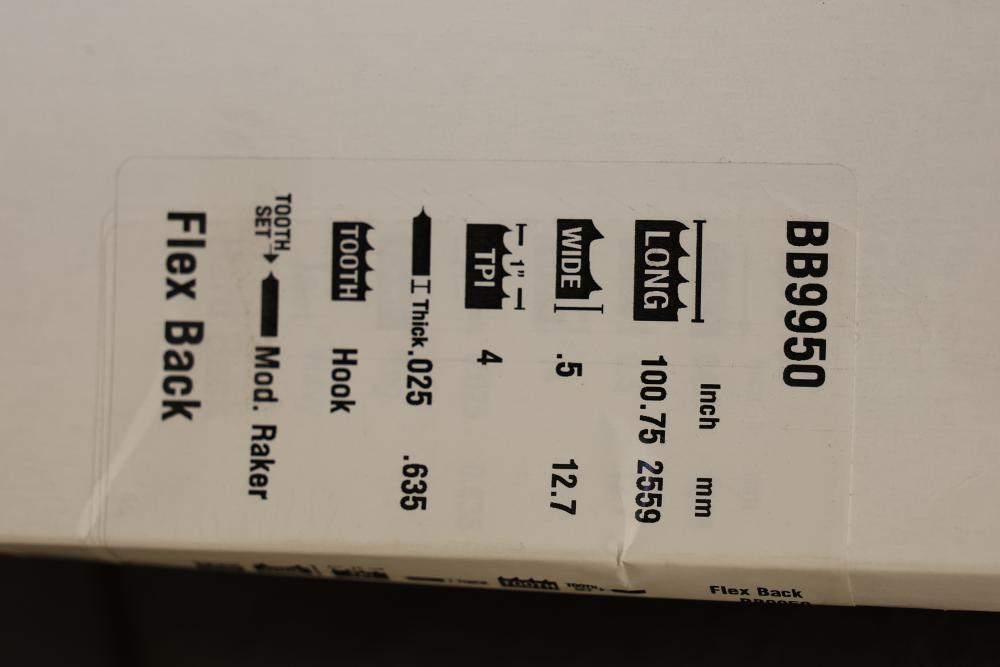 BB9950
Inch mm
LONG 100.75 2559
WIDE .5 12.7
1" TPI 4
Thick .025 .635
TOOTH Hook
TOOTH SET Mod. Raker
Flex Back
TOOTH
Flex Back